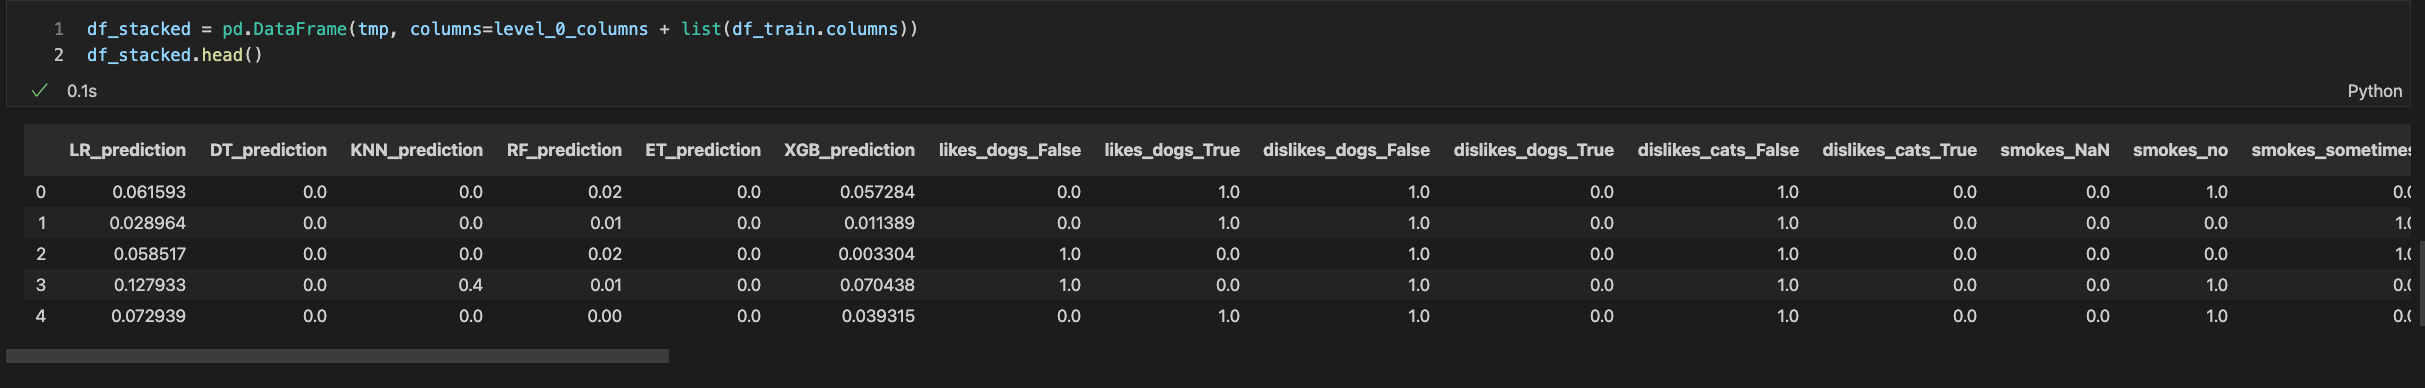 1 df_stacked = pd.DataFrame(tmp, columns=level_0_columns + list(df_train.columns))
2 df_stacked.head()
0.1s Python
LR_prediction DT_prediction KNN_prediction RF_prediction ET_prediction XGB_prediction likes_dogs_False likes_dogs_True dislikes_dogs_False dislikes_dogs_True dislikes_cats_False dislikes_cats_True smokes_NaN smokes_no smokes_sometimes
0 0.061593 0.0 0.0 0.02 0.0 0.057284 0.0 1.0 1.0 0.0 1.0 0.0 0.0 1.0 0.0
1 0.028964 0.0 0.0 0.01 0.0 0.011389 0.0 1.0 1.0 0.0 1.0 0.0 0.0 0.0 1.0
2 0.058517 0.0 0.0 0.02 0.0 0.003304 1.0 0.0 1.0 0.0 1.0 0.0 0.0 0.0 1.0
3 0.127933 0.0 0.4 0.01 0.0 0.070438 1.0 0.0 1.0 0.0 1.0 0.0 0.0 1.0 0.0
4 0.072939 0.0 0.0 0.00 0.0 0.039315 0.0 1.0 1.0 0.0 1.0 0.0 0.0 1.0 0.0